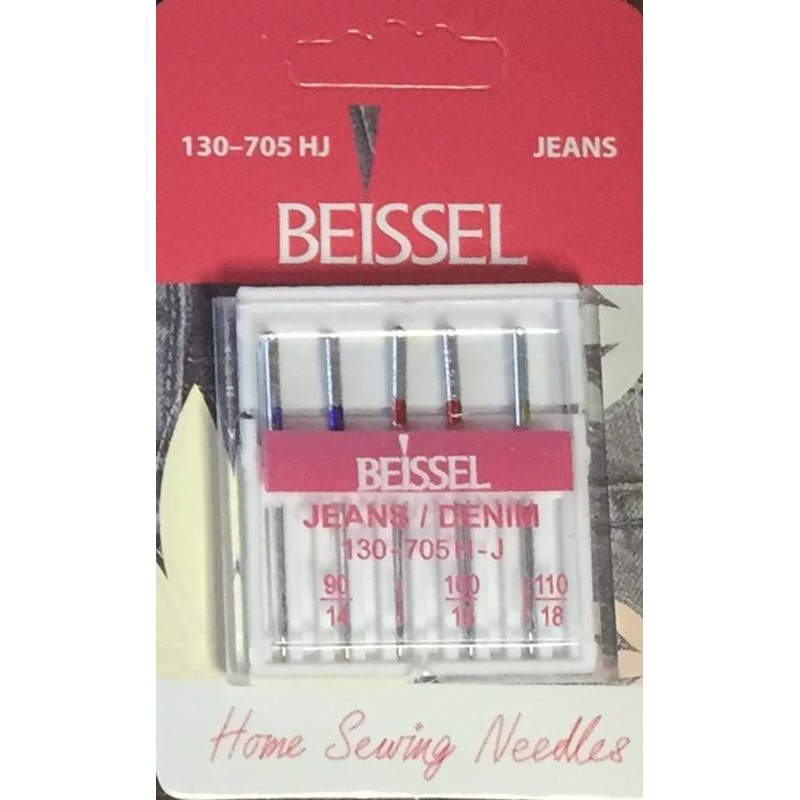 130–705 HJ JEANS
BEISSEL
BEISSEL
JEANS / DENIM
130-705 H-J
90 100 110
14 16 18
Home Sewing Needles